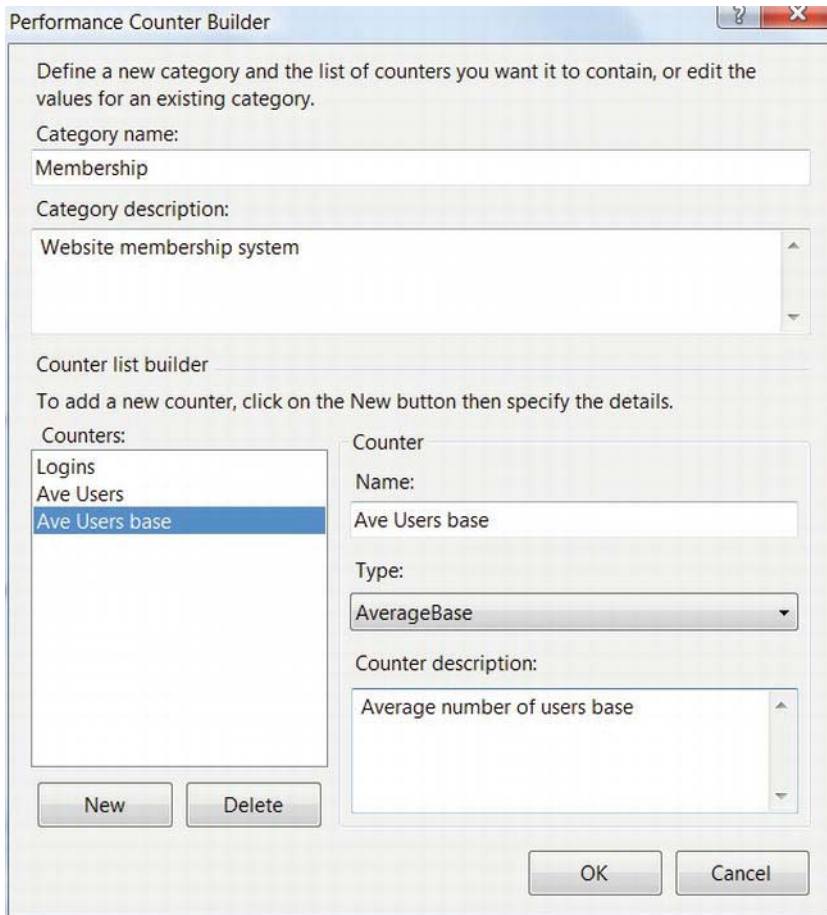 Performance Counter Builder
Define a new category and the list of counters you want it to contain, or edit the
values for an existing category.
Category name:
Membership
Category description:
Website membership system
Counter list builder
To add a new counter, click on the New button then specify the details.
Counters:
Logins
Ave Users
Ave Users base
New
Delete
Counter
Name:
Ave Users base
Type:
AverageBase
Counter description:
Average number of users base
OK
Cancel